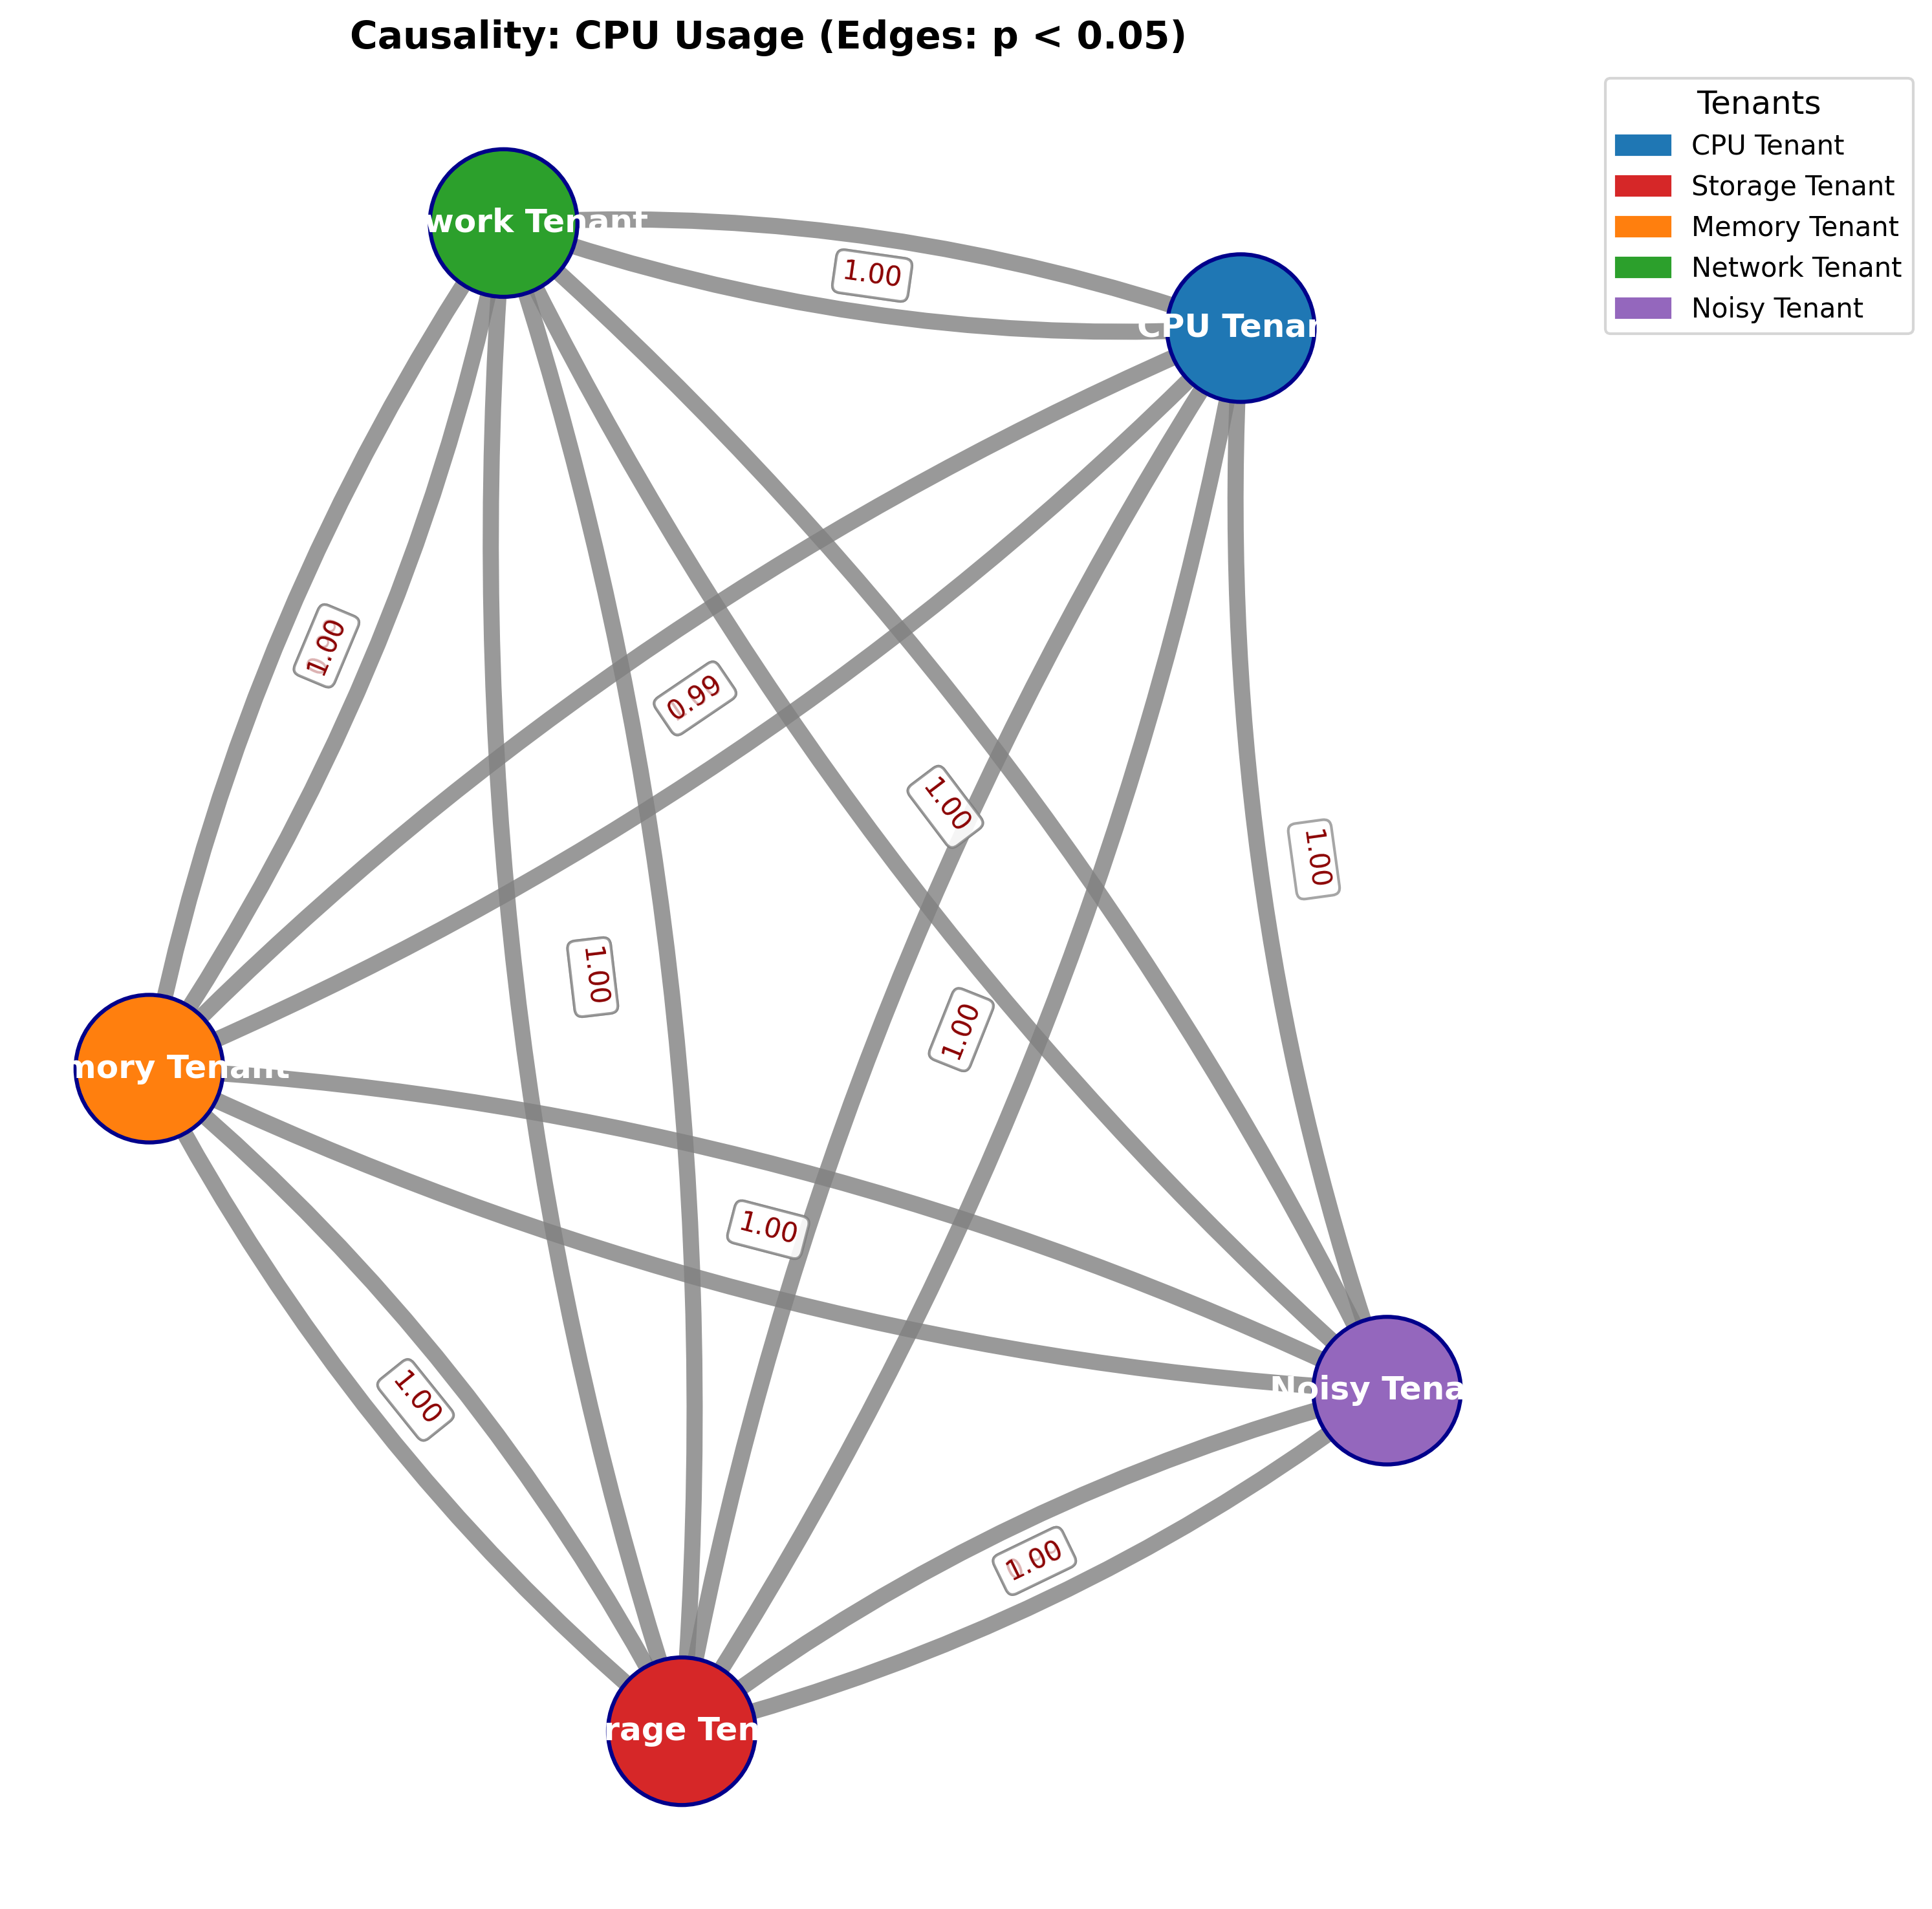 Causality: CPU Usage (Edges: p < 0.05)
Tenants
CPU Tenant
Storage Tenant
Memory Tenant
Network Tenant
Noisy Tenant
work Tenant
1.00
CPU Tenan
1.00
0.99
1.00
1.00
1.00
1.00
mory Tenant
1.00
1.00
Noisy Tena
1.00
rage Ten